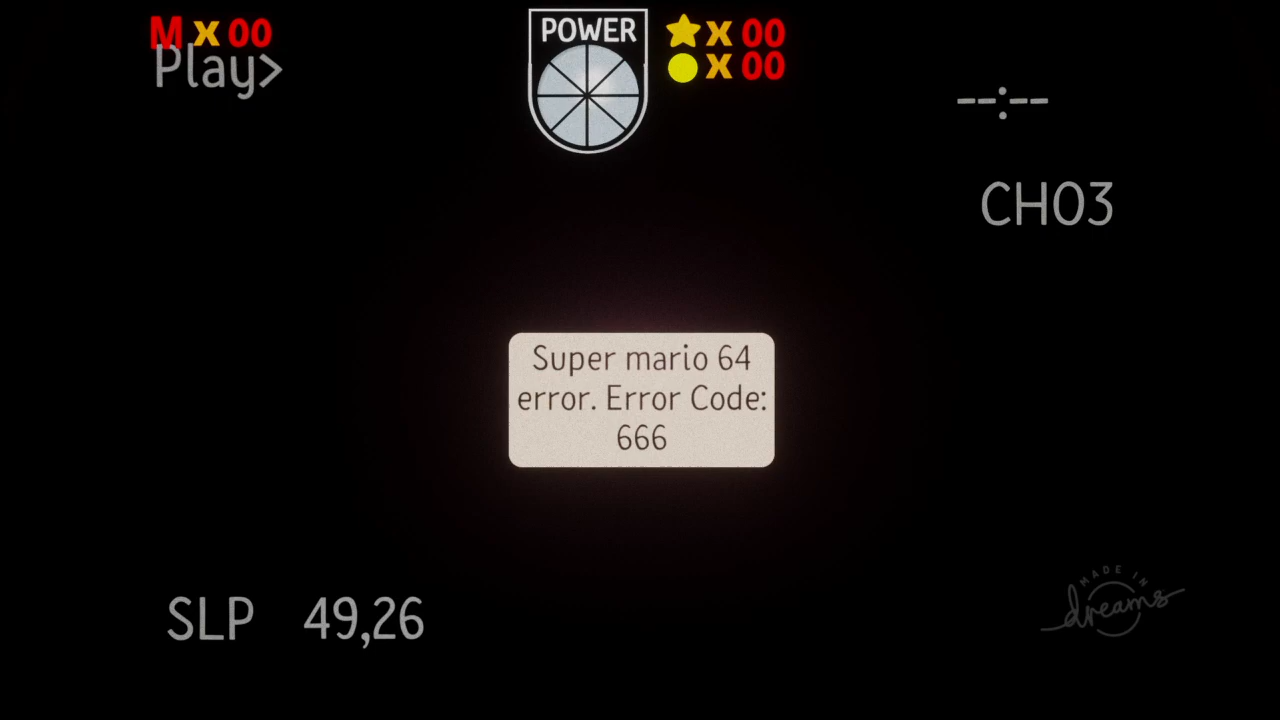 M X 00
POWER
X 00
X 00
Play>
--:--
CH03
Super mario 64
error. Error Code:
666
SLP 49,26
MADE IN
dreams